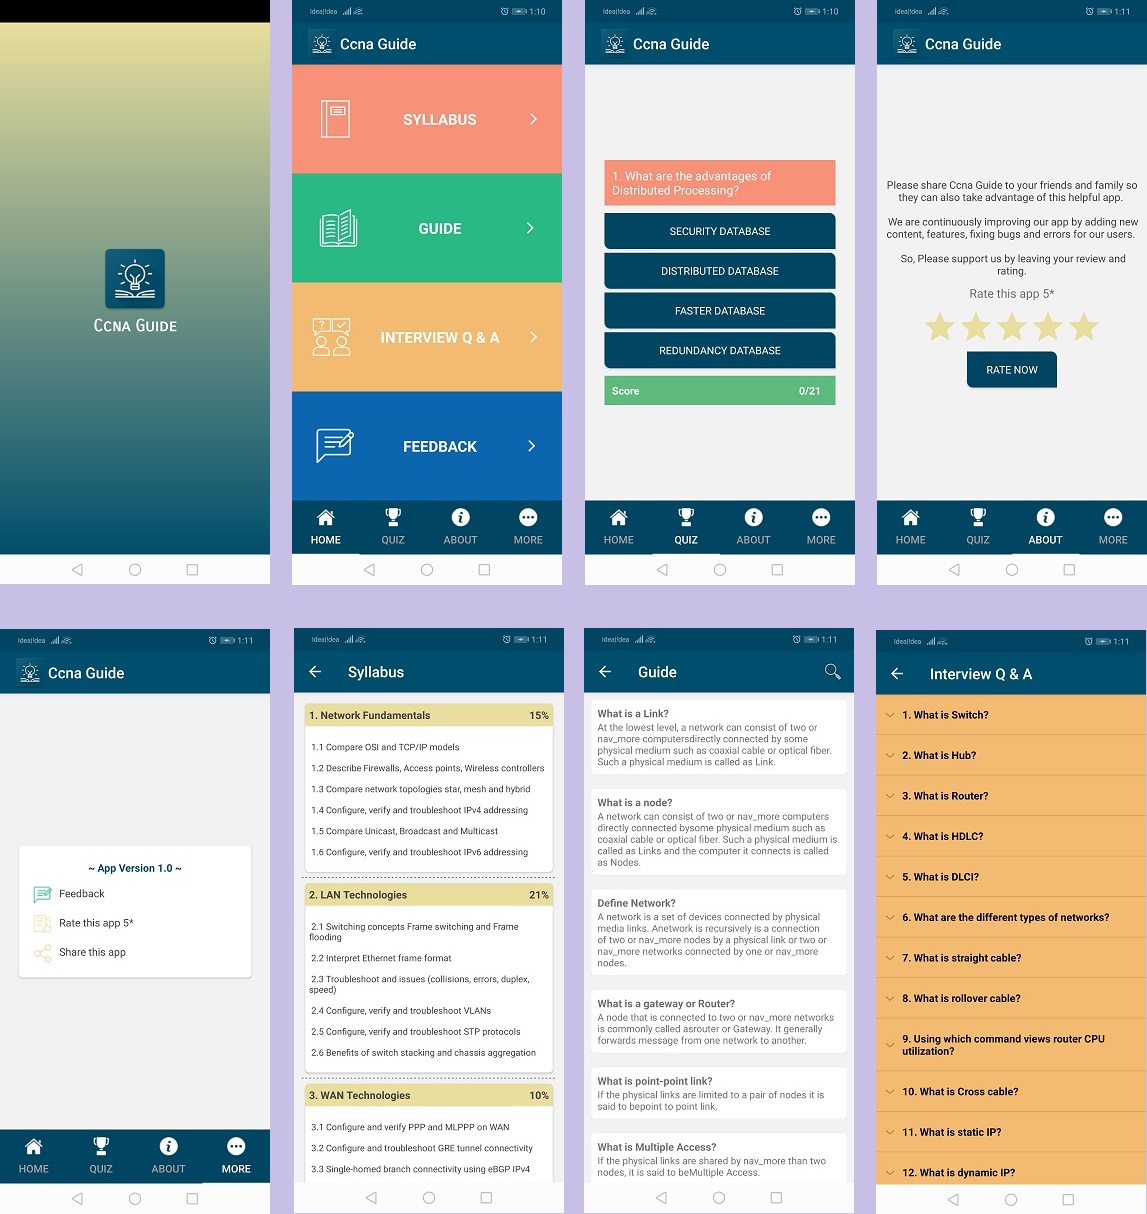 CCNA GUIDE
Idea|!dea
1:10
Ccna Guide
SYLLABUS
GUIDE
INTERVIEW Q & A
FEEDBACK
HOME
QUIZ
ABOUT
MORE
Idea|!dea
1:10
Ccna Guide
1. What are the advantages of
Distributed Processing?
SECURITY DATABASE
DISTRIBUTED DATABASE
FASTER DATABASE
REDUNDANCY DATABASE
Score 0/21
HOME
QUIZ
ABOUT
MORE
Idea|!dea
1:11
Ccna Guide
Please share Ccna Guide to your friends and family so
they can also take advantage of this helpful app.
We are continuously improving our app by adding new
content, features, fixing bugs and errors for our users.
So, Please support us by leaving your review and
rating.
Rate this app 5*
RATE NOW
HOME
QUIZ
ABOUT
MORE
Idea|!dea
1:11
Ccna Guide
~ App Version 1.0 ~
Feedback
Rate this app 5*
Share this app
HOME
QUIZ
ABOUT
MORE
Idea|!dea
1:11
Syllabus
1. Network Fundamentals 15%
1.1 Compare OSI and TCP/IP models
1.2 Describe Firewalls, Access points, Wireless controllers
1.3 Compare network topologies star, mesh and hybrid
1.4 Configure, verify and troubleshoot IPv4 addressing
1.5 Compare Unicast, Broadcast and Multicast
1.6 Configure, verify and troubleshoot IPv6 addressing
2. LAN Technologies 21%
2.1 Switching concepts Frame switching and Frame
flooding
2.2 Interpret Ethernet frame format
2.3 Troubleshoot and issues (collisions, errors, duplex,
speed)
2.4 Configure, verify and troubleshoot VLANs
2.5 Configure, verify and troubleshoot STP protocols
2.6 Benefits of switch stacking and chassis aggregation
3. WAN Technologies 10%
3.1 Configure and verify PPP and MLPPP on WAN
3.2 Configure and troubleshoot GRE tunnel connectivity
3.3 Single-homed branch connectivity using eBGP IPv4
Idea|!dea
1:11
Guide
What is a Link?
At the lowest level, a network can consist of two or
nav_more computersdirectly connected by some
physical medium such as coaxial cable or optical fiber.
Such a physical medium is called as Link.
What is a node?
A network can consist of two or nav_more computers
directly connected bysome physical medium such as
coaxial cable or optical fiber. Such a physical medium is
called as Links and the computer it connects is called
as Nodes.
Define Network?
A network is a set of devices connected by physical
media links. Anetwork is recursively is a connection
of two or nav_more nodes by a physical link or two or
nav_more networks connected by one or nav_more
nodes.
What is a gateway or Router?
A node that is connected to two or nav_more networks
is commonly called asrouter or Gateway. It generally
forwards message from one network to another.
What is point-point link?
If the physical links are limited to a pair of nodes it is
said to bepoint to point link.
What is Multiple Access?
If the physical links are shared by nav_more than two
nodes, it is said to beMultiple Access.
Idea|!dea
1:11
Interview Q & A
1. What is Switch?
2. What is Hub?
3. What is Router?
4. What is HDLC?
5. What is DLCI?
6. What are the different types of networks?
7. What is straight cable?
8. What is rollover cable?
9. Using which command views router CPU
utilization?
10. What is Cross cable?
11. What is static IP?
12. What is dynamic IP?